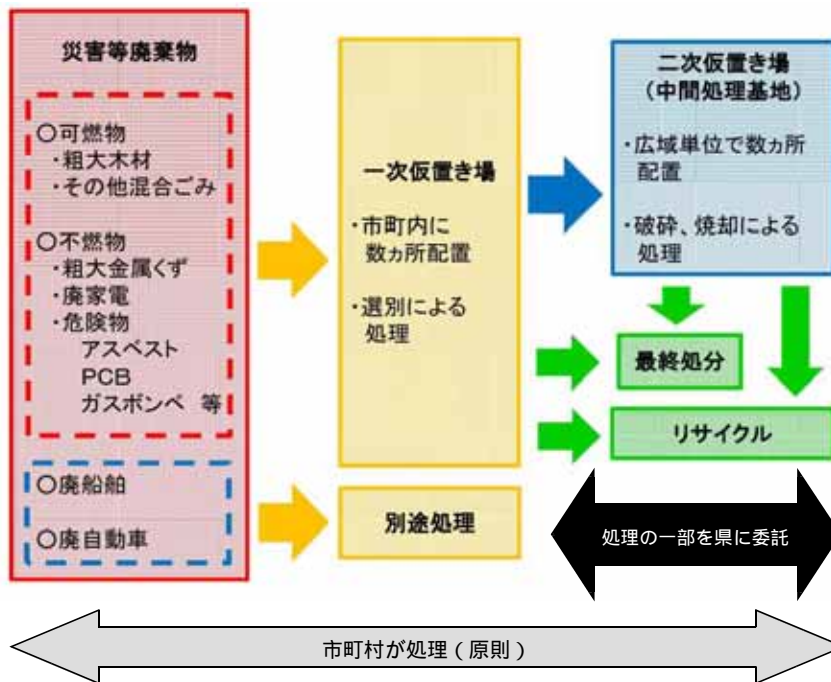 災害等廃棄物
〇可燃物
・粗大木材
・その他混合ごみ
〇不燃物
・粗大金属くず
・廃家電
・危険物
アスベスト
PCB
ガスボンベ 等
〇廃船舶
〇廃自動車
一次仮置き場
・市町内に
数ヵ所配置
・選別による
処理
別途処理
二次仮置き場
（中間処理基地）
・広域単位で数ヵ所
配置
・破砕、焼却による
処理
最終処分
リサイクル
処理の一部を県に委託
市町村が処理（原則）